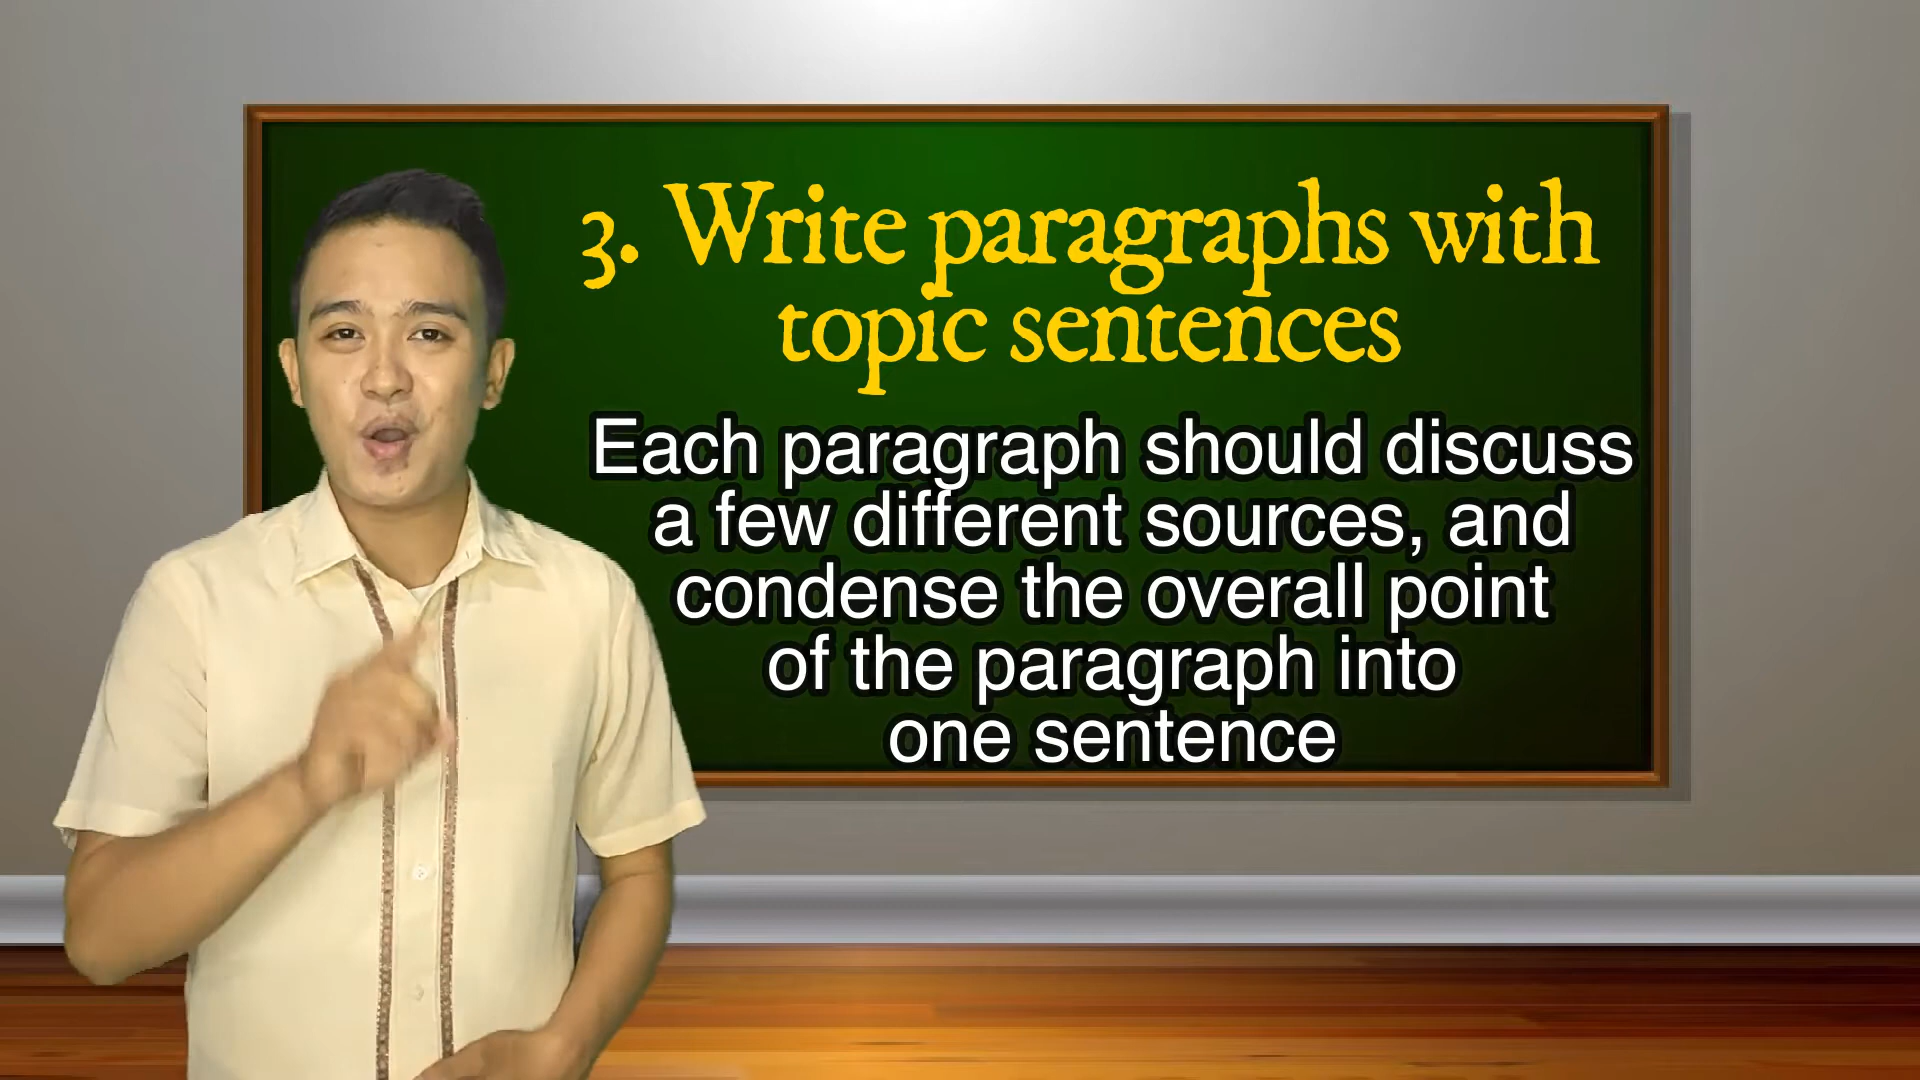 3. Write paragraphs with
topic sentences
Each paragraph should discuss
a few different sources, and
condense the overall point
of the paragraph into
one sentence